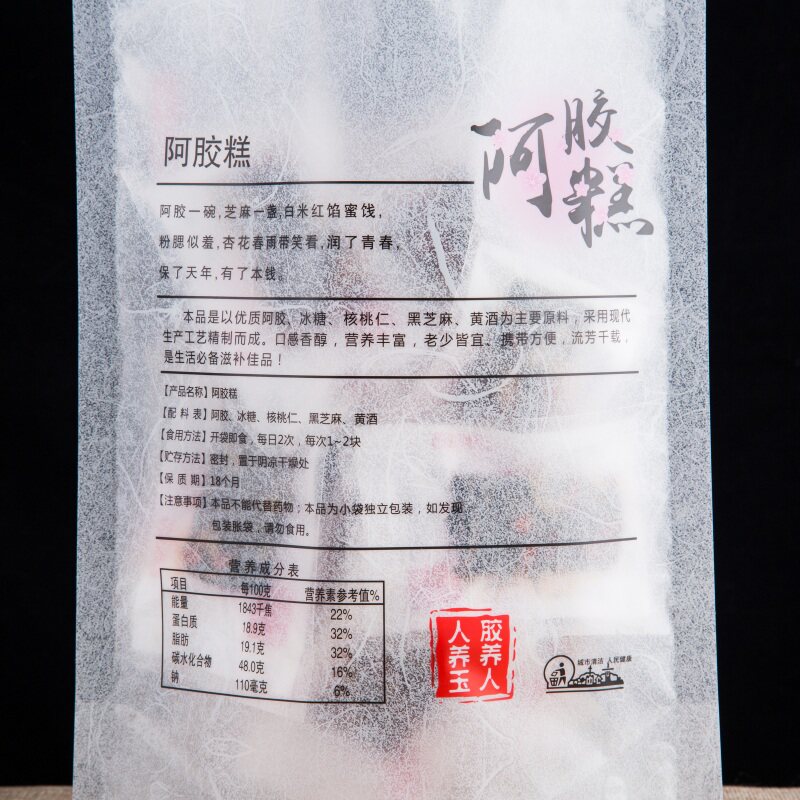 阿胶糕
阿胶糕
阿胶一碗,芝麻一盏,白米红馅蜜饯,
粉腮似羞,杏花春雨带笑看,润了青春,
保了天年,有了本钱。
本品是以优质阿胶、冰糖、核桃仁、黑芝麻、黄酒为主要原料，采用现代
生产工艺精制而成。口感香醇，营养丰富，老少皆宜、携带方便，流芳千载，
是生活必备滋补佳品！
【产品名称】阿胶糕
【配 料 表】阿胶、冰糖、核桃仁、黑芝麻、黄酒
【食用方法】开袋即食，每日2次，每次1~2块
【贮存方法】密封，置于阴凉干燥处
【保 质 期】18个月
【注意事项】本品不能代替药物；本品为小袋独立包装，如发现
包装胀袋，请勿食用。
营养成分表
项目 每100克 营养素参考值%
能量 1843千焦 22%
蛋白质 18.9克 32%
脂肪 19.1克 32%
碳水化合物 48.0克 16%
钠 110毫克 6%
胶养人
人养玉
城市清洁 人民健康